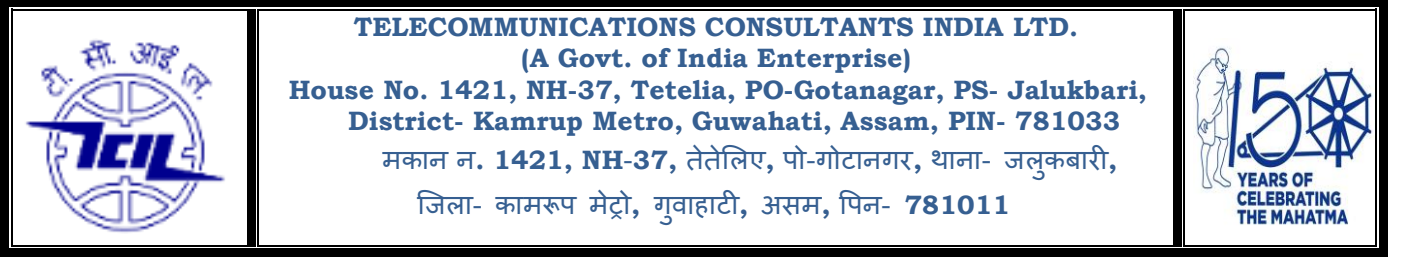 टी. सी. आई. एल.
TCIL
TELECOMMUNICATIONS CONSULTANTS INDIA LTD.
(A Govt. of India Enterprise)
House No. 1421, NH-37, Tetelia, PO-Gotanagar, PS- Jalukbari,
District- Kamrup Metro, Guwahati, Assam, PIN- 781033
मकान न. 1421, NH-37, तेतेलिए, पो-गोटानगर, थाना- जलुकबारी,
जिला- कामरूप मेट्रो, गुवाहाटी, असम, पिन- 781011
150
YEARS OF
CELEBRATING
THE MAHATMA